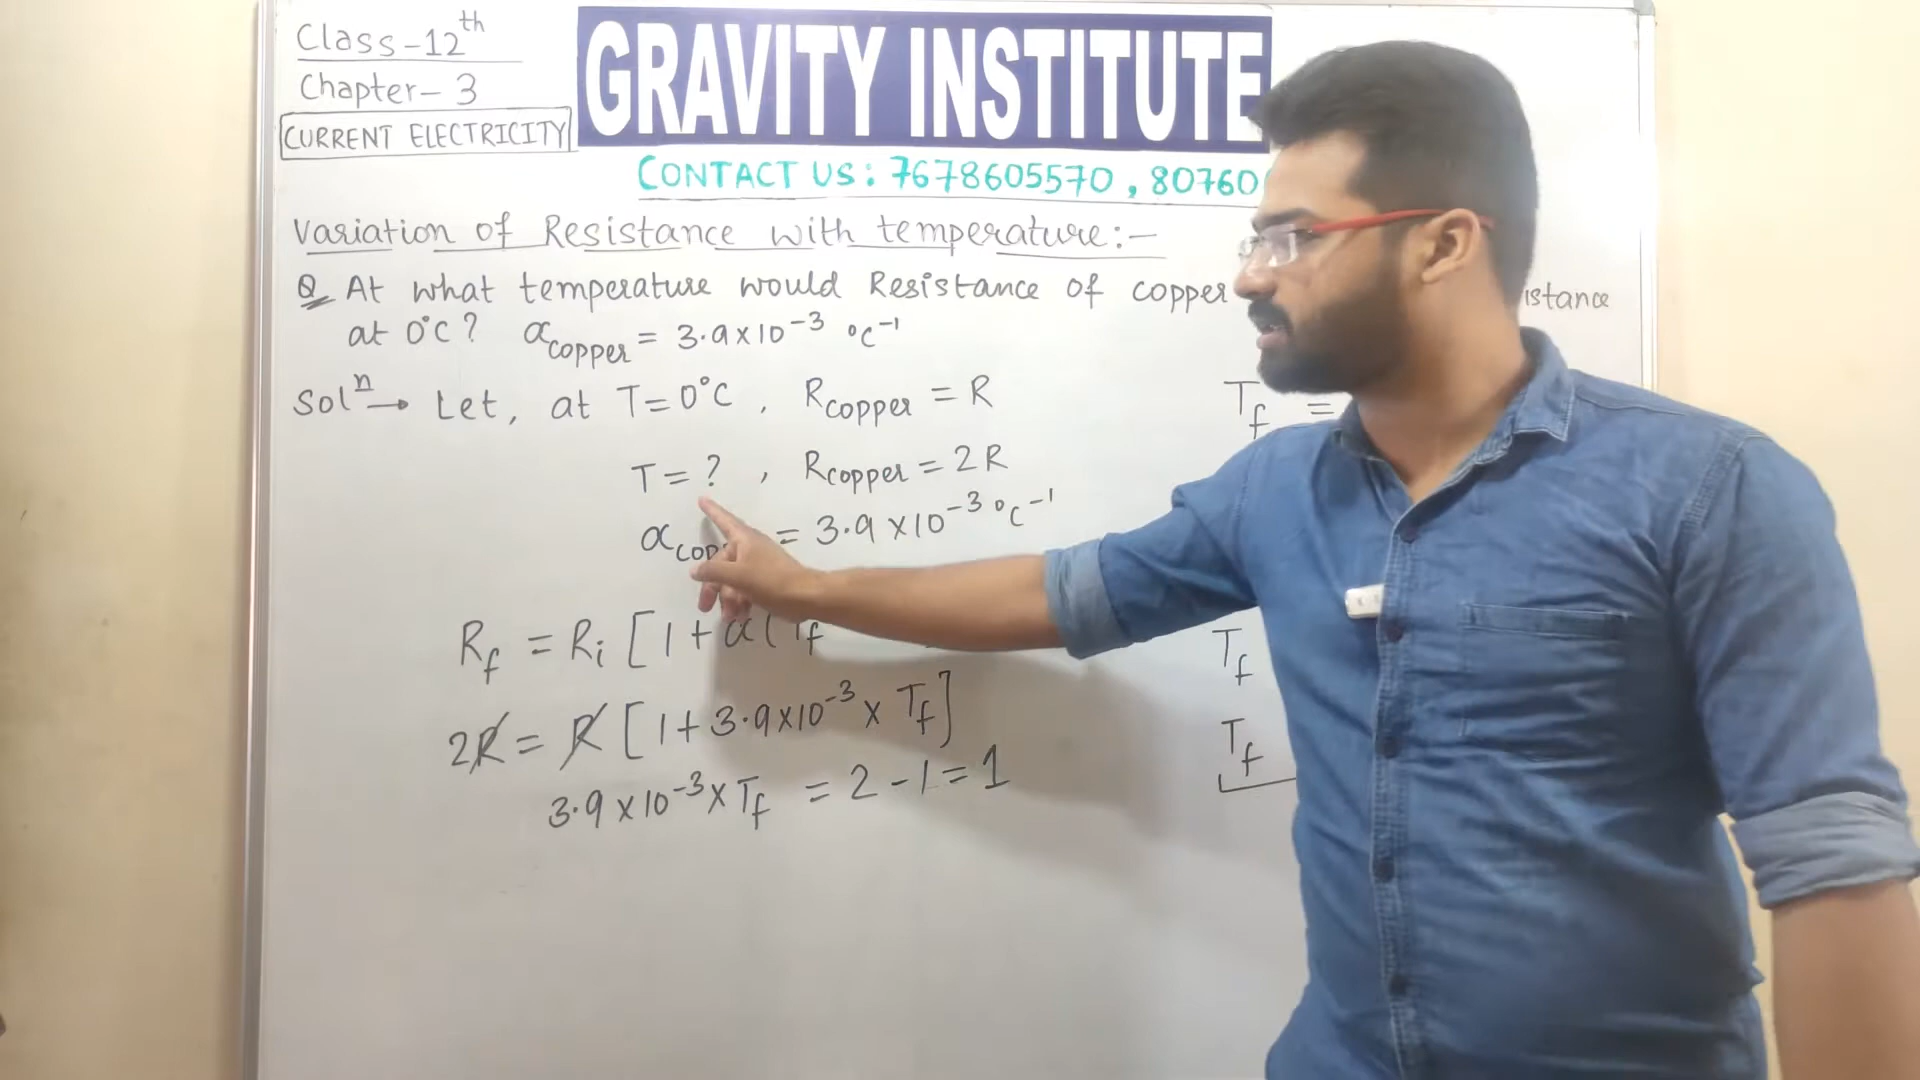 Class-12th
Chapter-3
CURRENT ELECTRICITY
GRAVITY INSTITUTE
CONTACT US: 7678605570, 80760
Variation of Resistance with temperature:-
Q At what temperature would Resistance of copper
at 0°C? α copper = 3.9×10⁻³ °C⁻¹
Solⁿ → Let, at T=0°C, Rcopper = R
T=?, Rcopper = 2R
α = 3.9×10⁻³ °C⁻¹
Rf = Ri [1+α(Tf
2R = R [1+3.9×10⁻³ × Tf]
3.9×10⁻³ × Tf = 2-1=1
Tf =
Tf
Tf